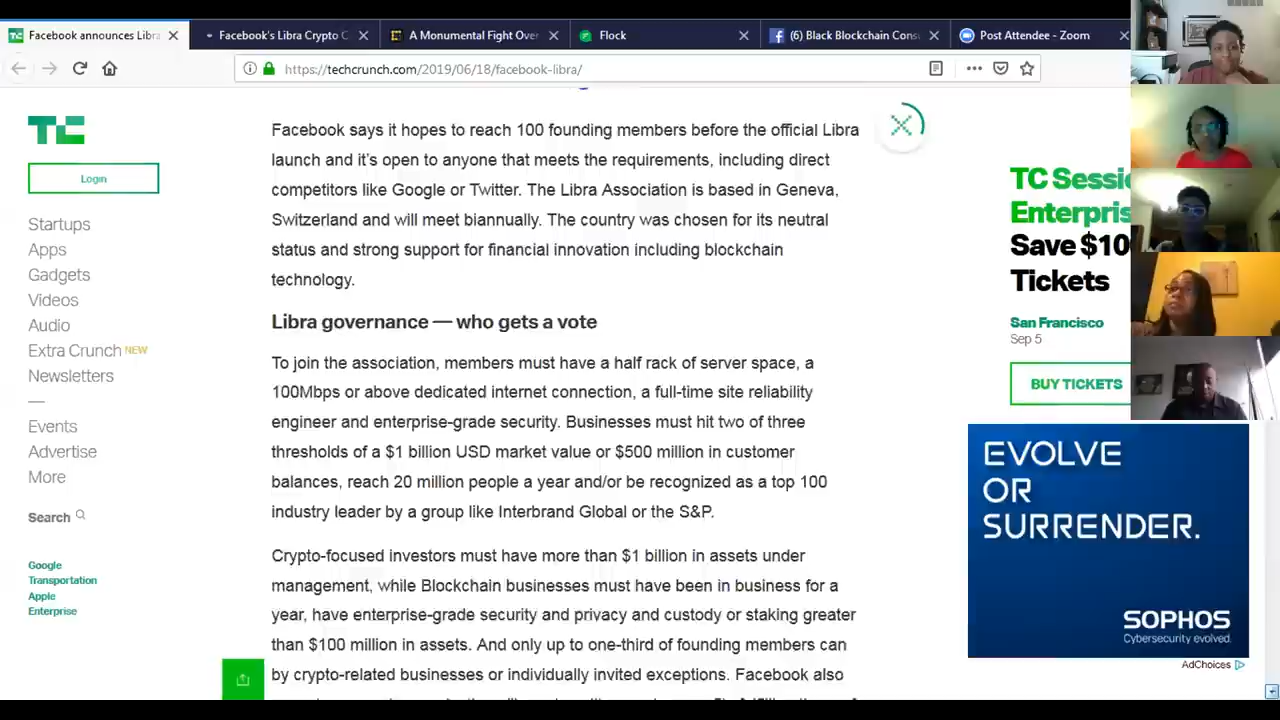 Facebook announces Libra
Facebook's Libra Crypto C
A Monumental Fight Over
Flock
(6) Black Blockchain Cons
Post Attendee - Zoom
https://techcrunch.com/2019/06/18/facebook-libra/
TC
Login
Startups
Apps
Gadgets
Videos
Audio
Extra Crunch NEW
Newsletters
—
Events
Advertise
More
Search
Google
Transportation
Apple
Enterprise
Facebook says it hopes to reach 100 founding members before the official Libra
launch and it's open to anyone that meets the requirements, including direct
competitors like Google or Twitter. The Libra Association is based in Geneva,
Switzerland and will meet biannually. The country was chosen for its neutral
status and strong support for financial innovation including blockchain
technology.
Libra governance — who gets a vote
To join the association, members must have a half rack of server space, a
100Mbps or above dedicated internet connection, a full-time site reliability
engineer and enterprise-grade security. Businesses must hit two of three
thresholds of a $1 billion USD market value or $500 million in customer
balances, reach 20 million people a year and/or be recognized as a top 100
industry leader by a group like Interbrand Global or the S&P.
Crypto-focused investors must have more than $1 billion in assets under
management, while Blockchain businesses must have been in business for a
year, have enterprise-grade security and privacy and custody or staking greater
than $100 million in assets. And only up to one-third of founding members can
by crypto-related businesses or individually invited exceptions. Facebook also
TC Sessi
Enterpris
Save $10
Tickets
San Francisco
Sep 5
BUY TICKETS
EVOLVE
OR
SURRENDER.
SOPHOS
Cybersecurity evolved.
AdChoices